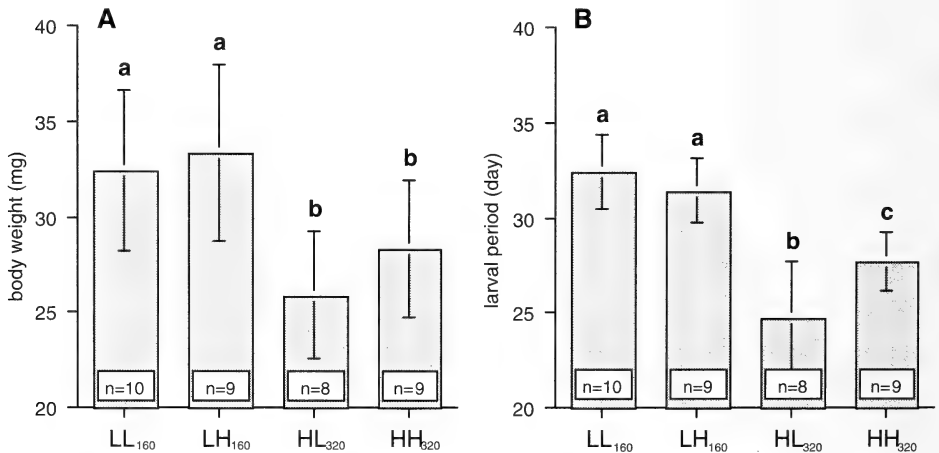 A
body weight (mg)
40
35
30
25
20
a
a
b
b
n=10
n=9
n=8
n=9
LL160
LH160
HL320
HH320
B
larval period (day)
40
35
30
25
20
a
a
b
c
n=10
n=9
n=8
n=9
LL160
LH160
HL320
HH320